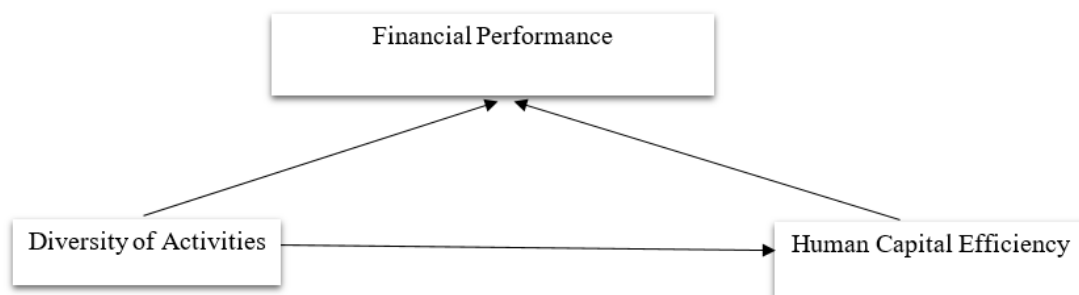 Financial Performance
Diversity of Activities
Human Capital Efficiency